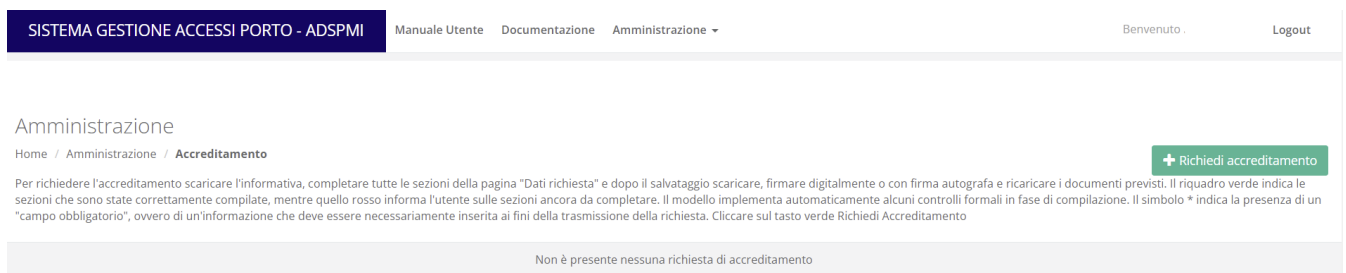 SISTEMA GESTIONE ACCESSI PORTO - ADSPMI Manuale Utente Documentazione Amministrazione Benvenuto . Logout
Amministrazione
Home / Amministrazione / Accreditamento
+ Richiedi accreditamento
Per richiedere l'accreditamento scaricare l'informativa, completare tutte le sezioni della pagina "Dati richiesta" e dopo il salvataggio scaricare, firmare digitalmente o con firma autografa e ricaricare i documenti previsti. Il riquadro verde indica le
sezioni che sono state correttamente compilate, mentre quello rosso informa l'utente sulle sezioni ancora da completare. Il modello implementa automaticamente alcuni controlli formali in fase di compilazione. Il simbolo * indica la presenza di un
"campo obbligatorio", ovvero di un'informazione che deve essere necessariamente inserita ai fini della trasmissione della richiesta. Cliccare sul tasto verde Richiedi Accreditamento
Non è presente nessuna richiesta di accreditamento